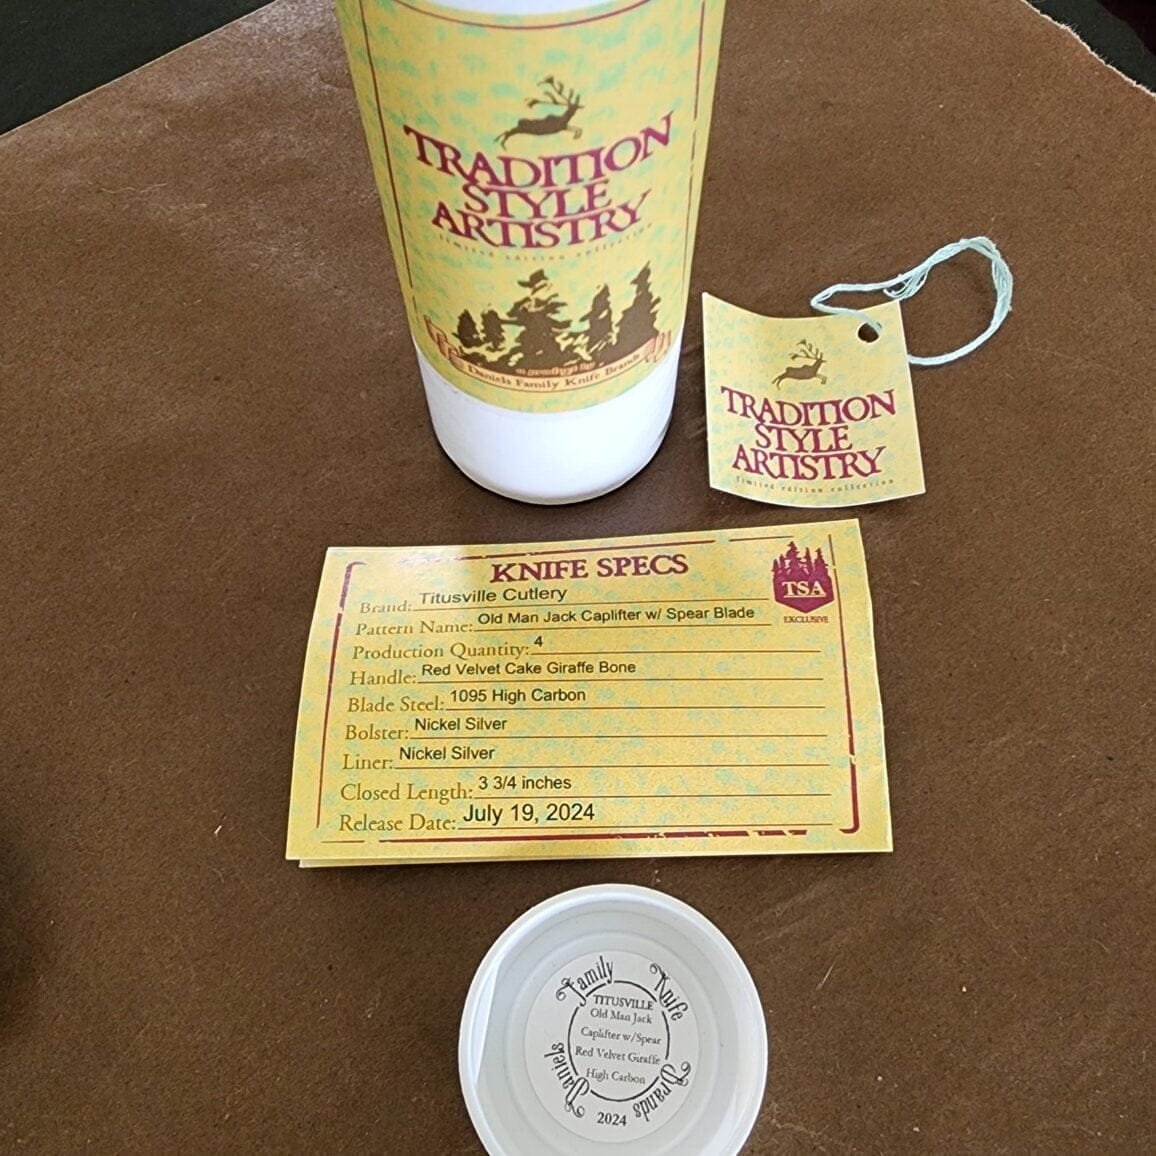 TRADITION
STYLE
ARTISTRY
limited edition collection
a prodigy of
Daniels Family Knife Brands
TRADITION
STYLE
ARTISTRY
limited edition collection
KNIFE SPECS
TSA
EXCLUSIVE
Brand: Titusville Cutlery
Pattern Name: Old Man Jack Caplifter w/ Spear Blade
Production Quantity: 4
Handle: Red Velvet Cake Giraffe Bone
Blade Steel: 1095 High Carbon
Bolster: Nickel Silver
Liner: Nickel Silver
Closed Length: 3 3/4 inches
Release Date: July 19, 2024
Daniels Family Knife Brands
TITUSVILLE
Old Man Jack
Caplifter w/Spear
Red Velvet Giraffe
High Carbon
2024